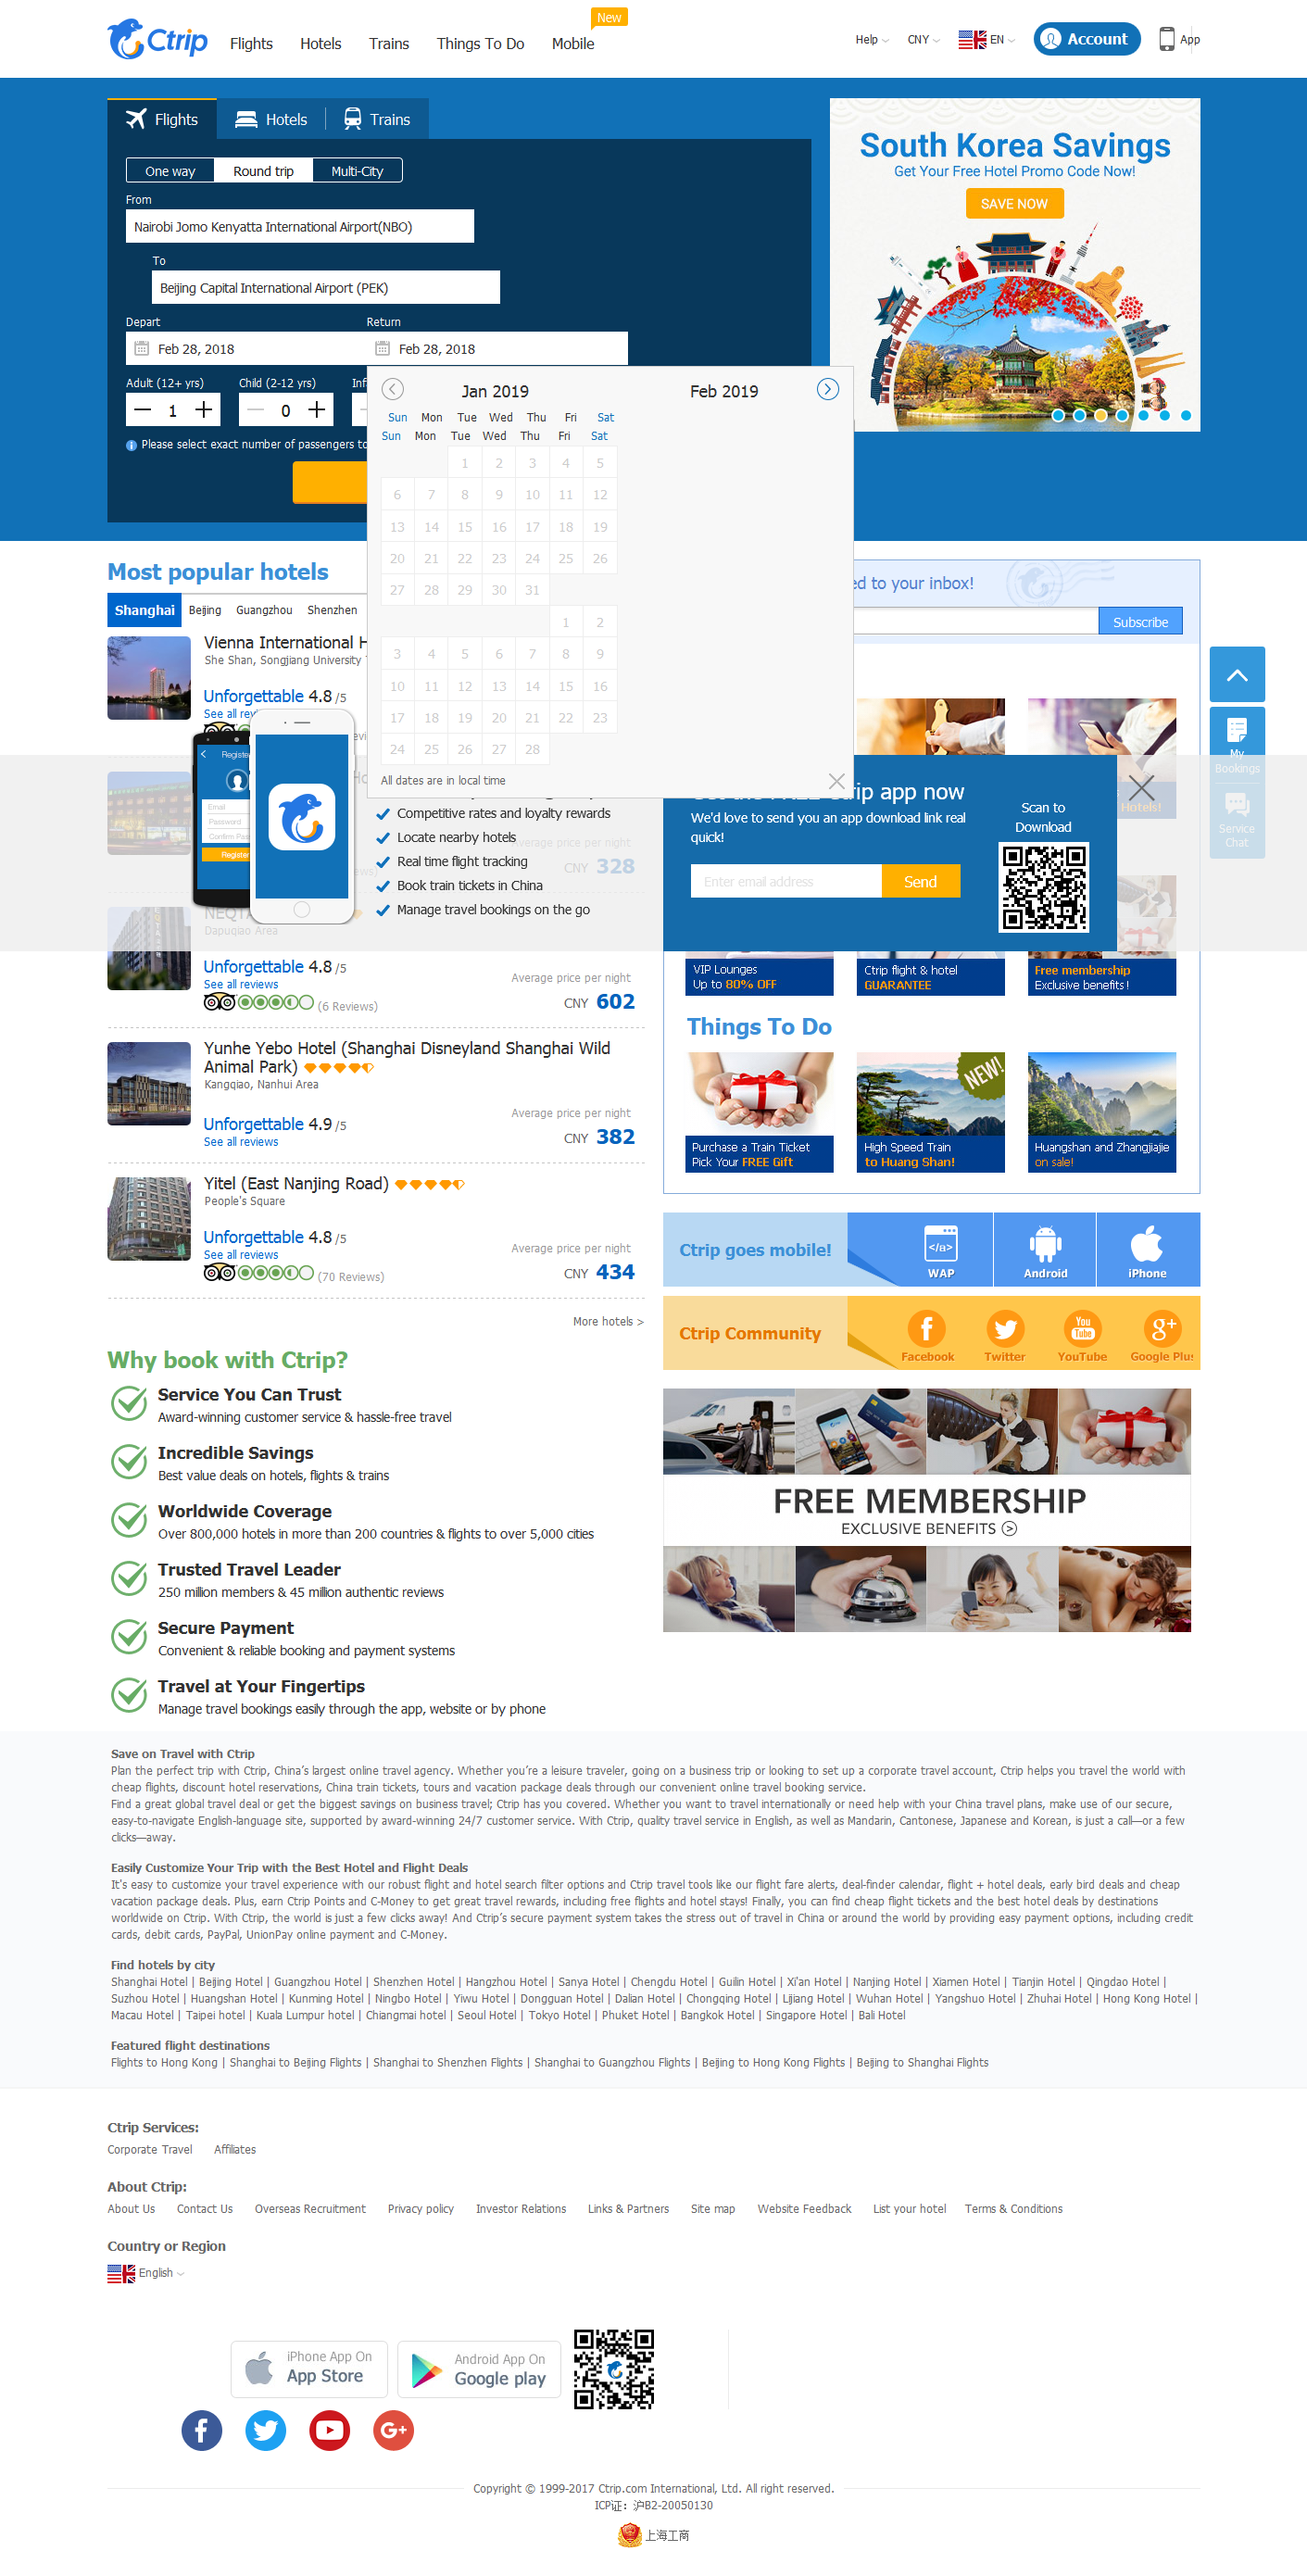 Ctrip
Flights
Hotels
Trains
Things To Do
Mobile
New
Help
CNY
EN
Account
App
Flights
Hotels
Trains
One way
Round trip
Multi-City
From
Nairobi Jomo Kenyatta International Airport(NBO)
To
Beijing Capital International Airport (PEK)
Depart
Return
Feb 28, 2018
Feb 28, 2018
Adult (12+ yrs)
Child (2-12 yrs)
1
0
Please select exact number of passengers
South Korea Savings
Get Your Free Hotel Promo Code Now!
SAVE NOW
Jan 2019
Feb 2019
Sun Mon Tue Wed Thu Fri Sat
Sun Mon Tue Wed Thu Fri Sat
1 2 3 4 5
6 7 8 9 10 11 12
13 14 15 16 17 18 19
20 21 22 23 24 25 26
27 28 29 30 31
1 2
3 4 5 6 7 8 9
10 11 12 13 14 15 16
17 18 19 20 21 22 23
24 25 26 27 28
All dates are in local time
Most popular hotels
Shanghai
Beijing
Guangzhou
Shenzhen
Vienna International
She Shan, Songjiang University
Unforgettable 4.8 /5
See all
to your inbox!
Subscribe
My
Bookings
Service
Chat
Hotels!
Register
Email
Password
Register
Competitive rates and loyalty rewards
Locate nearby hotels
Real time flight tracking
Book train tickets in China
Manage travel bookings on the go
average price per night
CNY 328
app now
We'd love to send you an app download link real
quick!
Enter email address
Send
Scan to
Download
Dapuqiao Area
Unforgettable 4.8 /5
See all reviews
(6 Reviews)
Average price per night
CNY 602
Yunhe Yebo Hotel (Shanghai Disneyland Shanghai Wild
Animal Park)
Kangqiao, Nanhui Area
Unforgettable 4.9 /5
See all reviews
Average price per night
CNY 382
Yitel (East Nanjing Road)
People's Square
Unforgettable 4.8 /5
See all reviews
(70 Reviews)
Average price per night
CNY 434
More hotels >
VIP Lounges
Up to 80% OFF
Ctrip flight & hotel
GUARANTEE
Free membership
Exclusive benefits!
Things To Do
NEW!
Purchase a Train Ticket
Pick Your FREE Gift
High Speed Train
to Huang Shan!
Huangshan and Zhangjiajie
on sale!
Ctrip goes mobile!
</a>
WAP
Android
iPhone
Ctrip Community
Facebook
Twitter
You
Tube
YouTube
g+
Google Plus
FREE MEMBERSHIP
EXCLUSIVE BENEFITS
Why book with Ctrip?
Service You Can Trust
Award-winning customer service & hassle-free travel
Incredible Savings
Best value deals on hotels, flights & trains
Worldwide Coverage
Over 800,000 hotels in more than 200 countries & flights to over 5,000 cities
Trusted Travel Leader
250 million members & 45 million authentic reviews
Secure Payment
Convenient & reliable booking and payment systems
Travel at Your Fingertips
Manage travel bookings easily through the app, website or by phone
Save on Travel with Ctrip
Plan the perfect trip with Ctrip, China’s largest online travel agency. Whether you’re a leisure traveler, going on a business trip or looking to set up a corporate travel account, Ctrip helps you travel the world with
cheap flights, discount hotel reservations, China train tickets, tours and vacation package deals through our convenient online travel booking service.
Find a great global travel deal or get the biggest savings on business travel; Ctrip has you covered. Whether you want to travel internationally or need help with your China travel plans, make use of our secure,
easy-to-navigate English-language site, supported by award-winning 24/7 customer service. With Ctrip, quality travel service in English, as well as Mandarin, Cantonese, Japanese and Korean, is just a call—or a few
clicks—away.
Easily Customize Your Trip with the Best Hotel and Flight Deals
It's easy to customize your travel experience with our robust flight and hotel search filter options and Ctrip travel tools like our flight fare alerts, deal-finder calendar, flight + hotel deals, early bird deals and cheap
vacation package deals. Plus, earn Ctrip Points and C-Money to get great travel rewards, including free flights and hotel stays! Finally, you can find cheap flight tickets and the best hotel deals by destinations
worldwide on Ctrip. With Ctrip, the world is just a few clicks away! And Ctrip’s secure payment system takes the stress out of travel in China or around the world by providing easy payment options, including credit
cards, debit cards, PayPal, UnionPay online payment and C-Money.
Find hotels by city
Shanghai Hotel | Beijing Hotel | Guangzhou Hotel | Shenzhen Hotel | Hangzhou Hotel | Sanya Hotel | Chengdu Hotel | Guilin Hotel | Xi'an Hotel | Nanjing Hotel | Xiamen Hotel | Tianjin Hotel | Qingdao Hotel |
Suzhou Hotel | Huangshan Hotel | Kunming Hotel | Ningbo Hotel | Yiwu Hotel | Dongguan Hotel | Dalian Hotel | Chongqing Hotel | Lijiang Hotel | Wuhan Hotel | Yangshuo Hotel | Zhuhai Hotel | Hong Kong Hotel |
Macau Hotel | Taipei hotel | Kuala Lumpur hotel | Chiangmai hotel | Seoul Hotel | Tokyo Hotel | Phuket Hotel | Bangkok Hotel | Singapore Hotel | Bali Hotel
Featured flight destinations
Flights to Hong Kong | Shanghai to Beijing Flights | Shanghai to Shenzhen Flights | Shanghai to Guangzhou Flights | Beijing to Hong Kong Flights | Beijing to Shanghai Flights
Ctrip Services:
Corporate Travel
Affiliates
About Ctrip:
About Us
Contact Us
Overseas Recruitment
Privacy policy
Investor Relations
Links & Partners
Site map
Website Feedback
List your hotel
Terms & Conditions
Country or Region
English
iPhone App On
App Store
Android App On
Google play
G+
Copyright © 1999-2017 Ctrip.com International, Ltd. All right reserved.
ICP证: 沪B2-20050130
上海工商